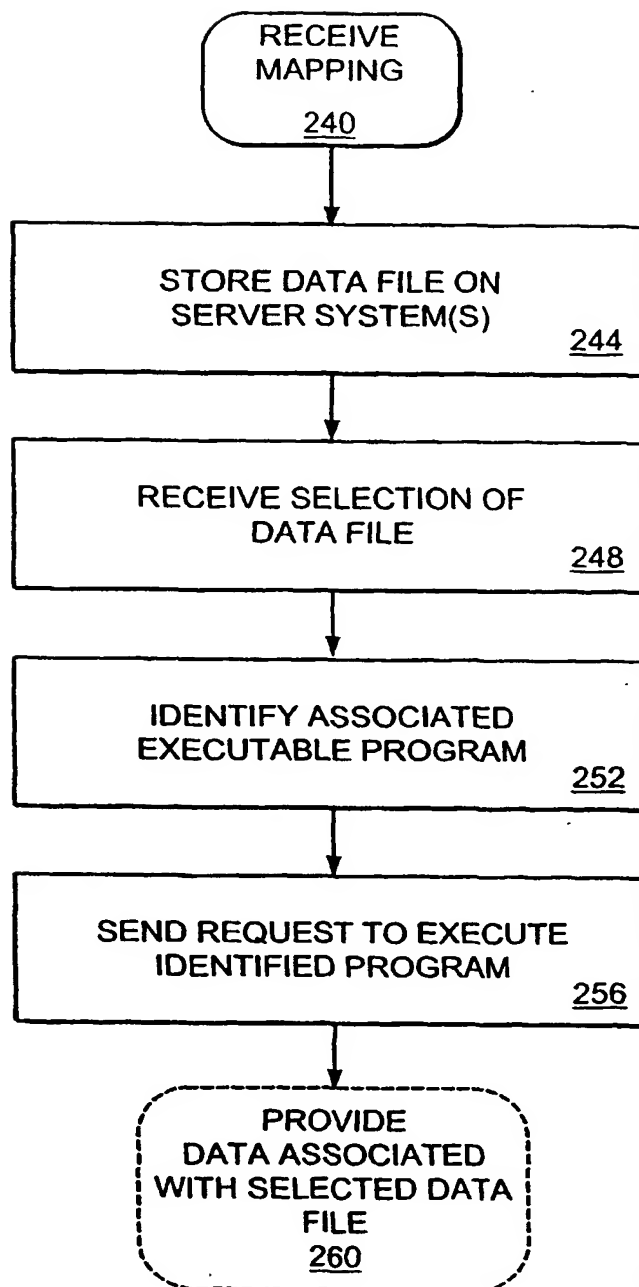 RECEIVE
MAPPING
240
STORE DATA FILE ON
SERVER SYSTEM(S)
244
RECEIVE SELECTION OF
DATA FILE
248
IDENTIFY ASSOCIATED
EXECUTABLE PROGRAM
252
SEND REQUEST TO EXECUTE
IDENTIFIED PROGRAM
256
PROVIDE
DATA ASSOCIATED
WITH SELECTED DATA
FILE
260